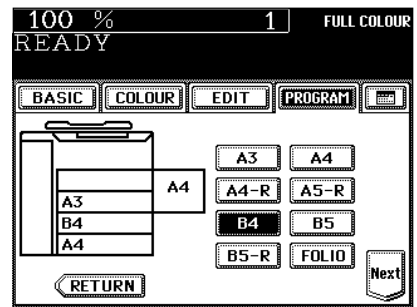 100 % 1 FULL COLOUR
READY
BASIC COLOUR EDIT PROGRAM
A3 A4
A4 A4-R A5-R
A3
B4 B4 B5
A4 B5-R FOLIO
RETURN Next